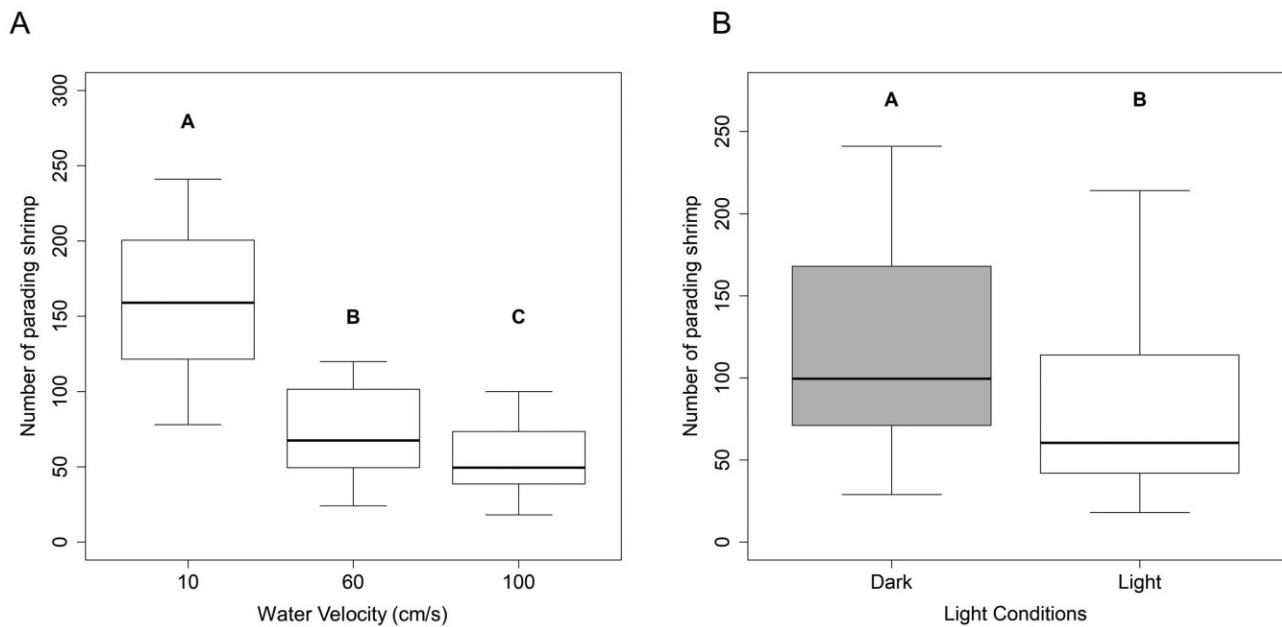 A
Number of parading shrimp
300
250
200
150
100
50
0
A
B
C
10 60 100
Water Velocity (cm/s)
B
Number of parading shrimp
250
200
150
100
50
0
A B
Dark Light
Light Conditions